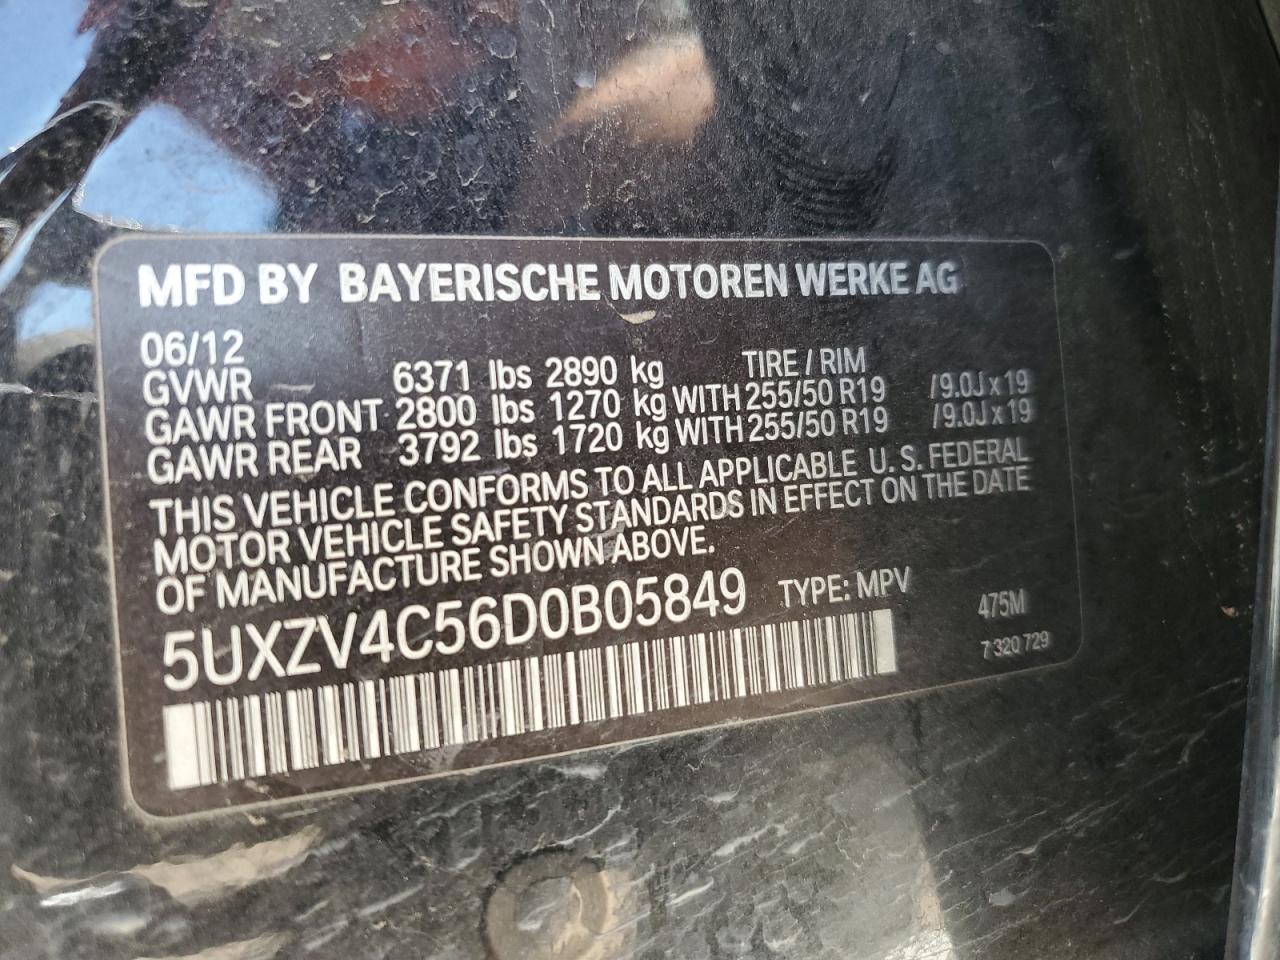 MFD BY BAYERISCHE MOTOREN WERKE AG
06/12 TIRE / RIM
GVWR 6371 lbs 2890 kg
GAWR FRONT 2800 lbs 1270 kg WITH 255/50 R19 /9.0J x 19
GAWR REAR 3792 lbs 1720 kg WITH 255/50 R19 /9.0J x 19
THIS VEHICLE CONFORMS TO ALL APPLICABLE U.S. FEDERAL
MOTOR VEHICLE SAFETY STANDARDS IN EFFECT ON THE DATE
OF MANUFACTURE SHOWN ABOVE.
5UXZV4C56D0B05849 TYPE: MPV
475M
7 320 729